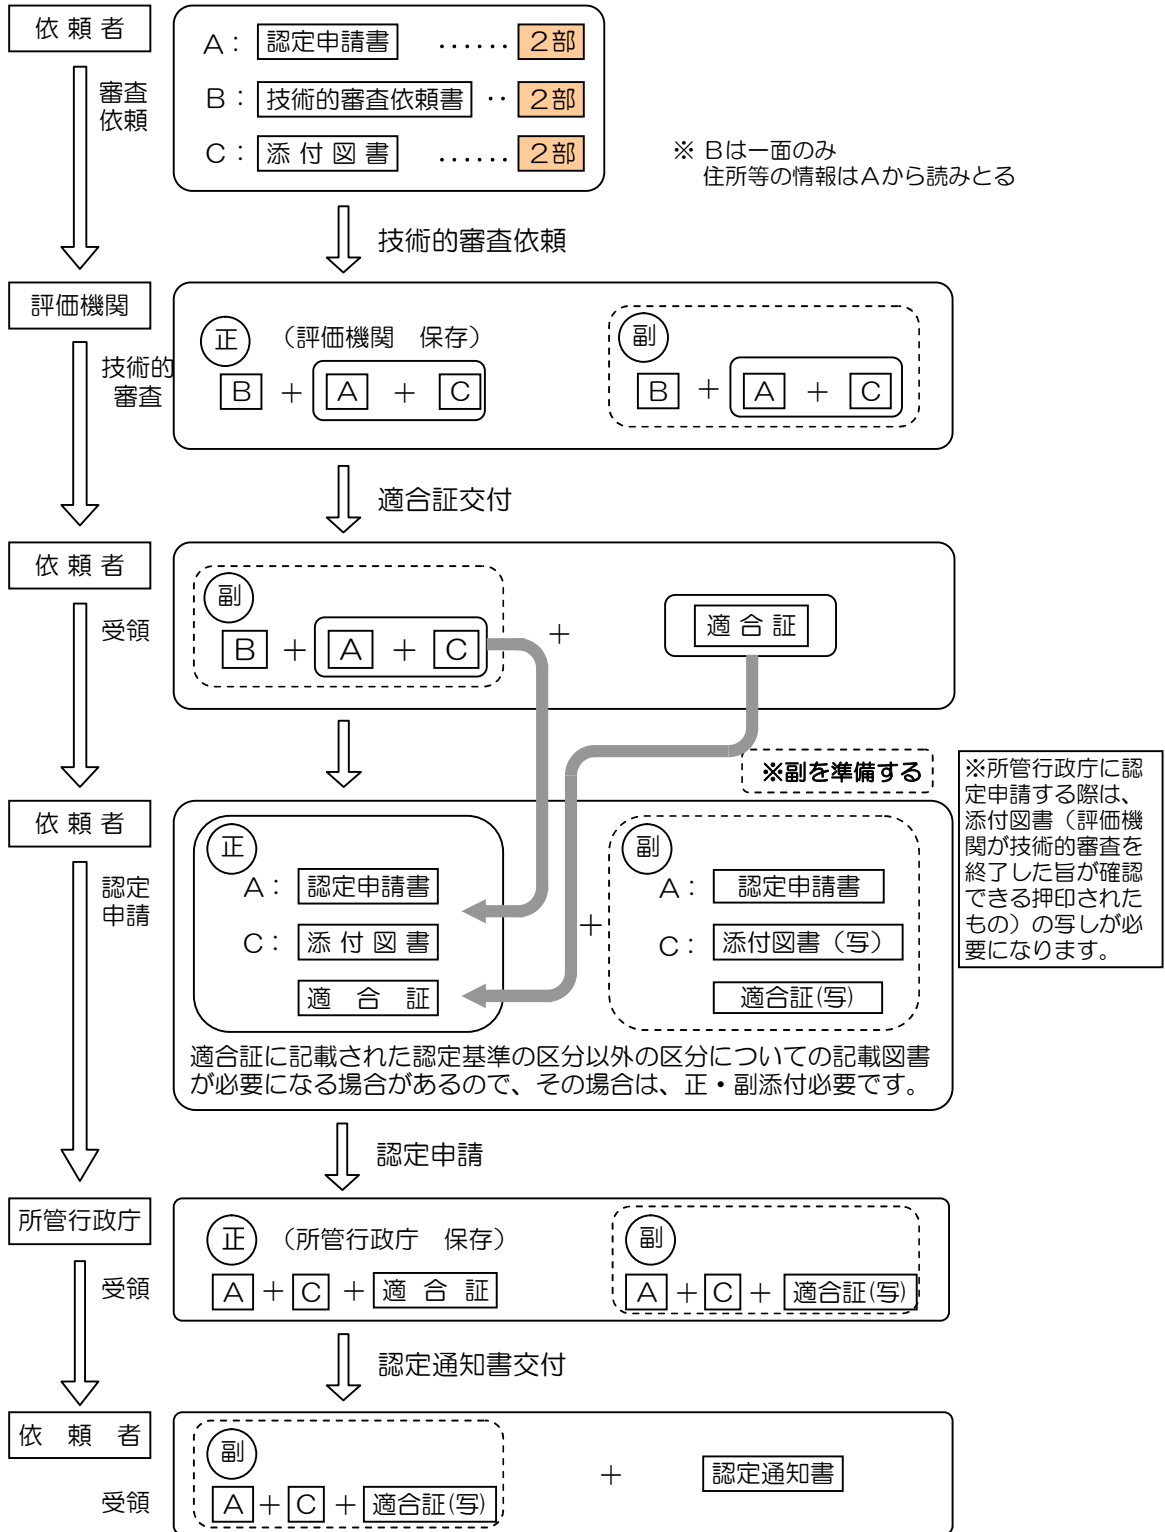 依 頼 者
A： 認定申請書 …… ２部
審査
依頼
B： 技術的審査依頼書 ‥ ２部
C： 添 付 図 書 …… ２部
※ Bは一面のみ
住所等の情報はAから読みとる
技術的審査依頼
評価機関
正 （評価機関　保存）
副
技術的
審査
B ＋ A ＋ C
B ＋ A ＋ C
適合証交付
依 頼 者
副
受領
B ＋ A ＋ C ＋ 適 合 証
※副を準備する
※所管行政庁に認
定申請する際は、
添付図書（評価機
関が技術的審査を
終了した旨が確認
できる押印された
もの）の写しが必
要になります。
依 頼 者
認定
申請
正
A： 認定申請書
C： 添 付 図 書
適　合　証
＋
副
A： 認定申請書
C： 添付図書（写）
適合証(写)
適合証に記載された認定基準の区分以外の区分についての記載図書
が必要になる場合があるので、その場合は、正・副添付必要です。
認定申請
所管行政庁
正 （所管行政庁　保存）
副
受領
A ＋ C ＋ 適 合 証
A ＋ C ＋ 適合証(写)
認定通知書交付
依　頼　者
副
受領
A ＋ C ＋ 適合証(写) ＋ 認定通知書